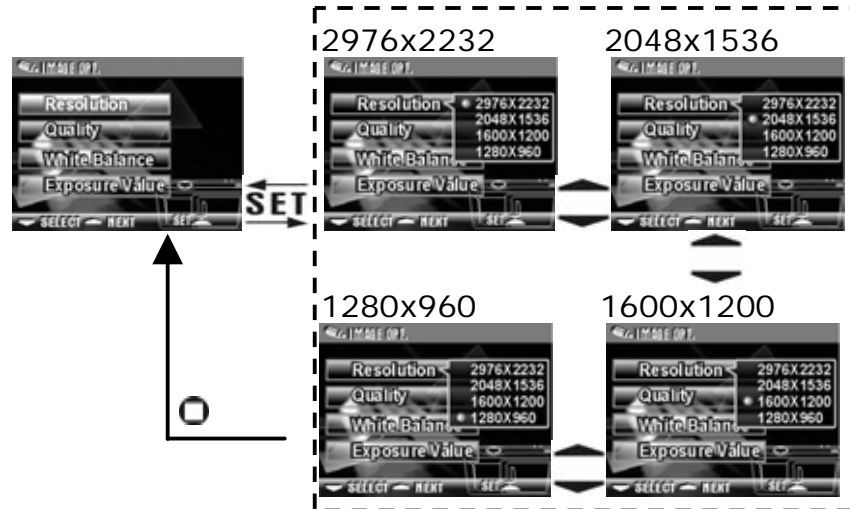 2976x2232
2048x1536
IMAGE OPT.
Resolution
Quality
White Balance
Exposure Value
SELECT NEXT SET
SET
IMAGE OPT.
Resolution
2976X2232
2048X1536
1600X1200
1280X960
Quality
White Balance
Exposure Value
SELECT NEXT SET
IMAGE OPT.
Resolution
2976X2232
2048X1536
1600X1200
1280X960
Quality
White Balance
Exposure Value
SELECT NEXT SET
1280x960
1600x1200
IMAGE OPT.
Resolution
2976X2232
2048X1536
1600X1200
1280X960
Quality
White Balance
Exposure Value
SELECT NEXT SET
IMAGE OPT.
Resolution
2976X2232
2048X1536
1600X1200
1280X960
Quality
White Balance
Exposure Value
SELECT NEXT SET